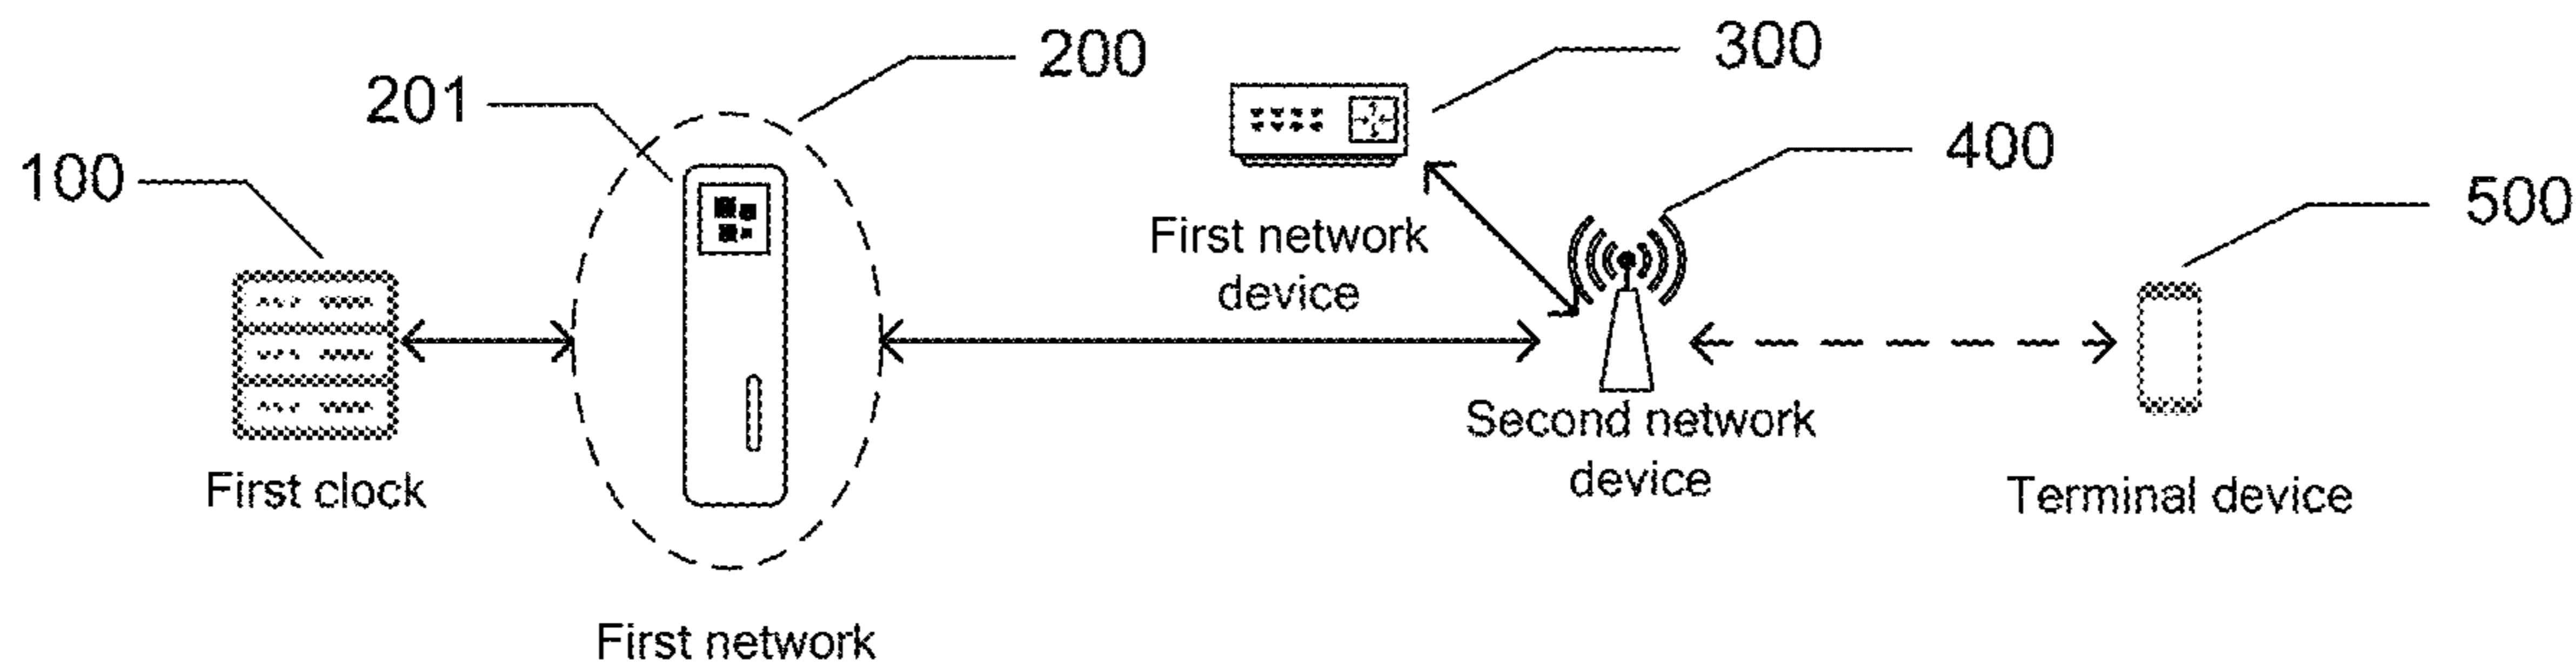 200
300
201
400
100
500
First network
device
Second network
device
First clock
Terminal device
First network